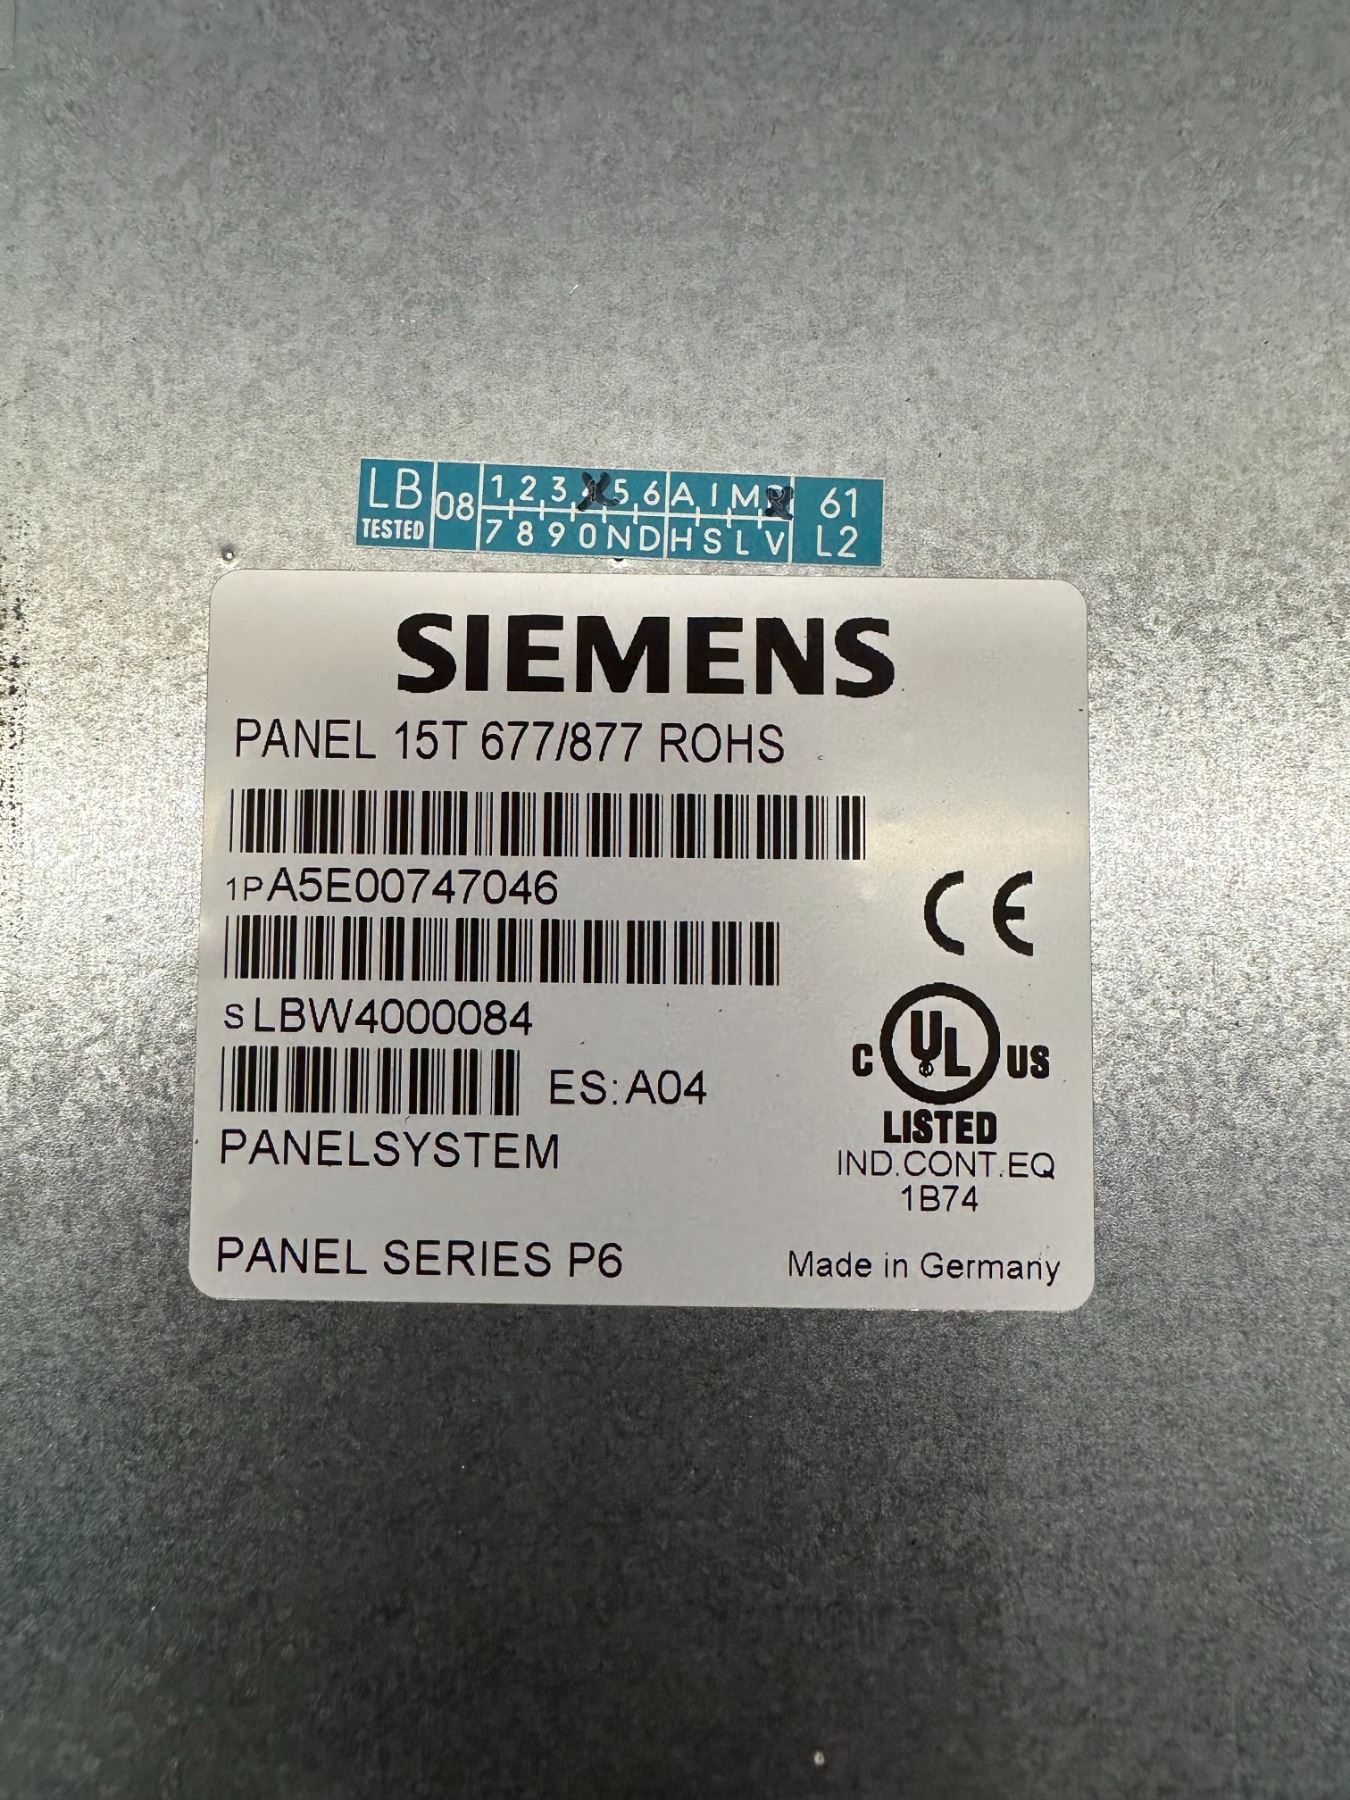 LB 08 1 2 3 5 6 A I M 61
TESTED 7 8 9 0 N D H S L V L2
SIEMENS
PANEL 15T 677/877 ROHS
1P A5E00747046
S LBW4000084
ES: A04
PANELSYSTEM
C UL US
LISTED
IND.CONT.EQ
1B74
PANEL SERIES P6
Made in Germany
CE